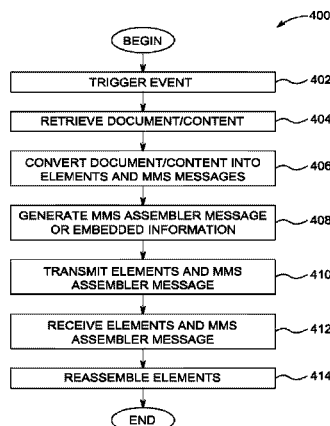 400
BEGIN
TRIGGER EVENT 402
RETRIEVE DOCUMENT/CONTENT 404
CONVERT DOCUMENT/CONTENT INTO
ELEMENTS AND MMS MESSAGES 406
GENERATE MMS ASSEMBLER MESSAGE
OR EMBEDDED INFORMATION 408
TRANSMIT ELEMENTS AND MMS
ASSEMBLER MESSAGE 410
RECEIVE ELEMENTS AND MMS
ASSEMBLER MESSAGE 412
REASSEMBLE ELEMENTS 414
END